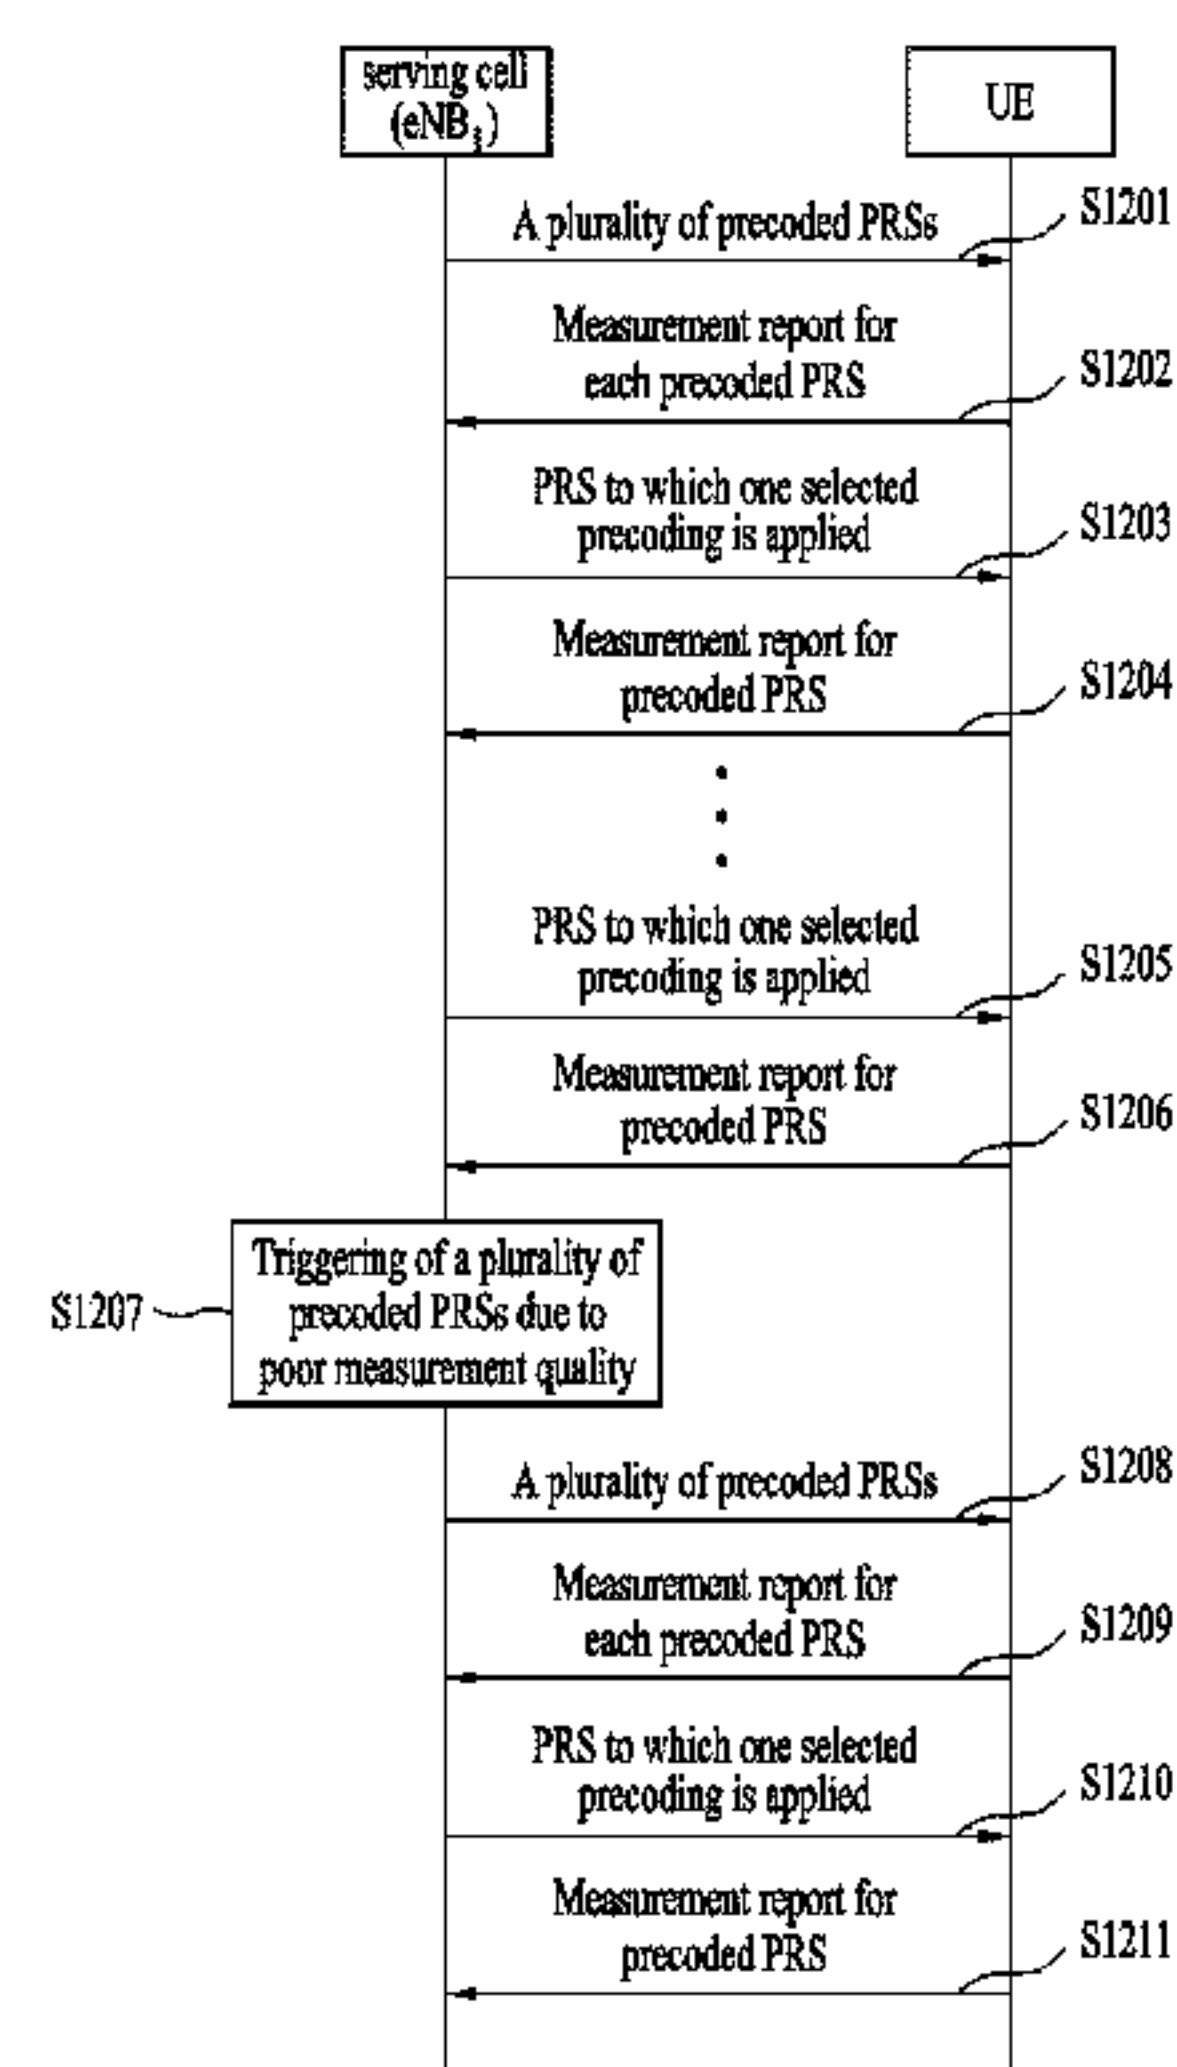 serving cell
(eNB¡)
UE
A plurality of precoded PRSs
S1201
Measurement report for
each precoded PRS
S1202
PRS to which one selected
precoding is applied
S1203
Measurement report for
precoded PRS
S1204
PRS to which one selected
precoding is applied
S1205
Measurement report for
precoded PRS
S1206
Triggering of a plurality of
precoded PRSs due to
poor measurement quality
S1207
A plurality of precoded PRSs
S1208
Measurement report for
each precoded PRS
S1209
PRS to which one selected
precoding is applied
S1210
Measurement report for
precoded PRS
S1211